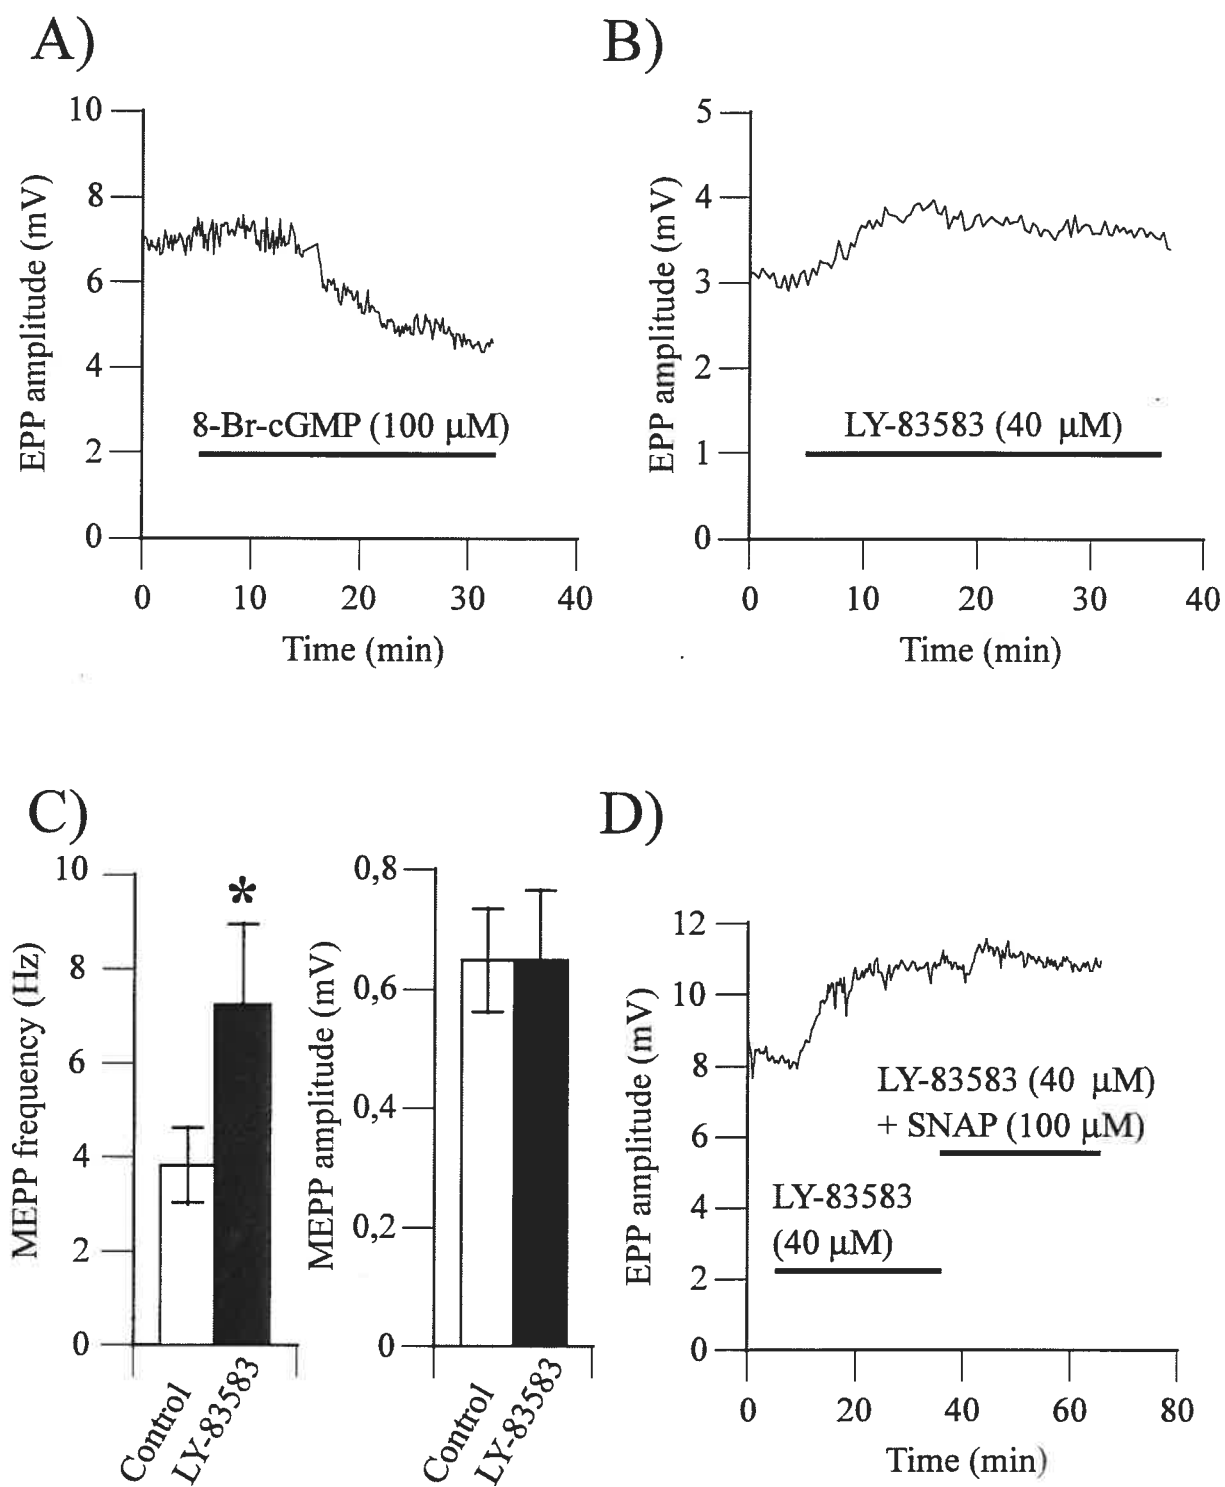 A)
10
8
6
4
2
0
EPP amplitude (mV)
8-Br-cGMP (100 µM)
0 10 20 30 40
Time (min)
B)
5
4
3
2
1
0
EPP amplitude (mV)
LY-83583 (40 µM)
0 10 20 30 40
Time (min)
C)
10
8
6
4
2
0
MEPP frequency (Hz)
*
Control
LY-83583
0,8
0,6
0,4
0,2
0
MEPP amplitude (mV)
Control
LY-83583
D)
12
10
8
6
4
2
0
EPP amplitude (mV)
LY-83583 (40 µM)
+ SNAP (100 µM)
LY-83583
(40 µM)
0 20 40 60 80
Time (min)